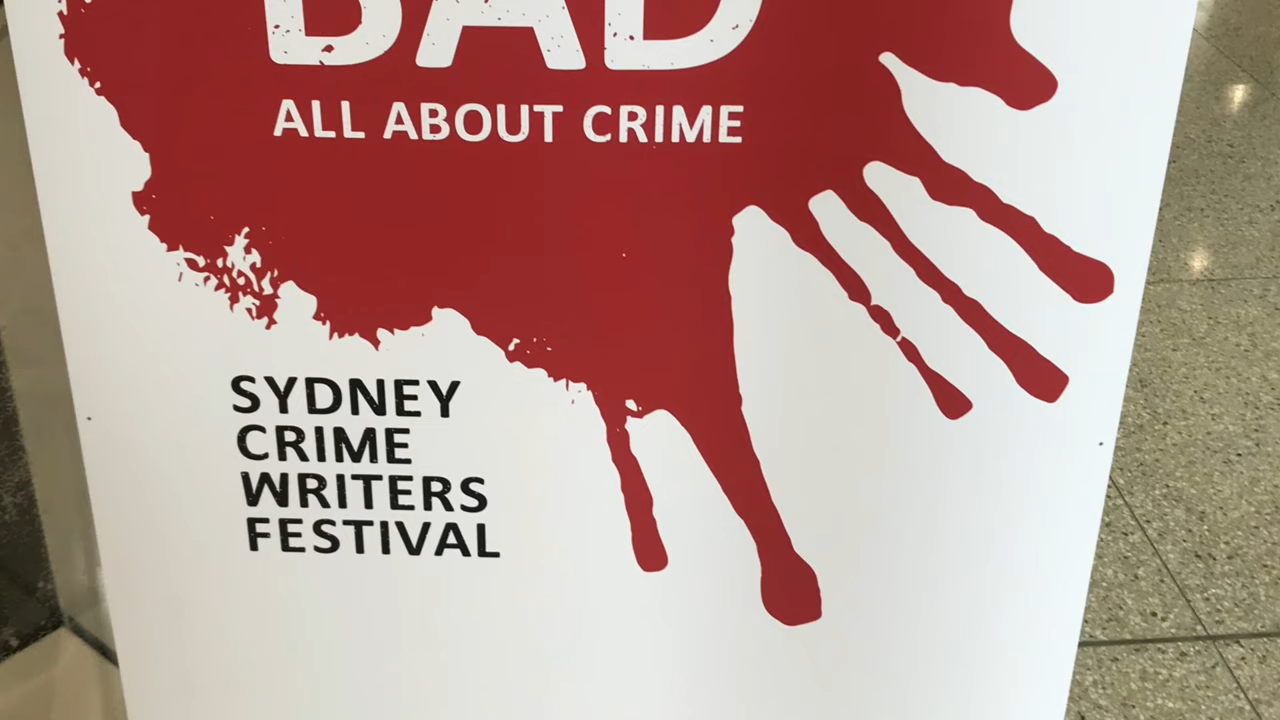 BAD
ALL ABOUT CRIME
SYDNEY
CRIME
WRITERS
FESTIVAL